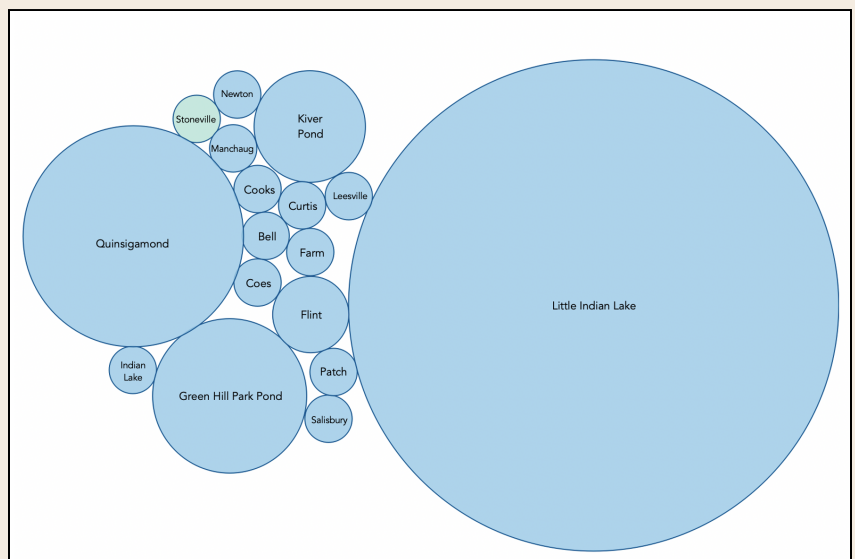 Newton
Stoneville
Kiver
Pond
Manchaug
Cooks
Leesville
Curtis
Bell
Quinsigamond
Farm
Coes
Little Indian Lake
Flint
Indian
Lake
Patch
Green Hill Park Pond
Salisbury